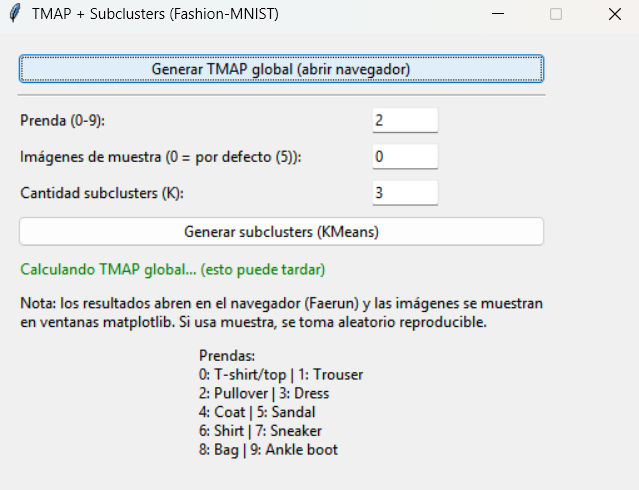 TMAP + Subclusters (Fashion-MNIST)
Generar TMAP global (abrir navegador)
Prenda (0-9): 2
Imágenes de muestra (0 = por defecto (5)): 0
Cantidad subclusters (K): 3
Generar subclusters (KMeans)
Calculando TMAP global... (esto puede tardar)
Nota: los resultados abren en el navegador (Faerun) y las imágenes se muestran
en ventanas matplotlib. Si usa muestra, se toma aleatorio reproducible.
Prendas:
0: T-shirt/top | 1: Trouser
2: Pullover | 3: Dress
4: Coat | 5: Sandal
6: Shirt | 7: Sneaker
8: Bag | 9: Ankle boot